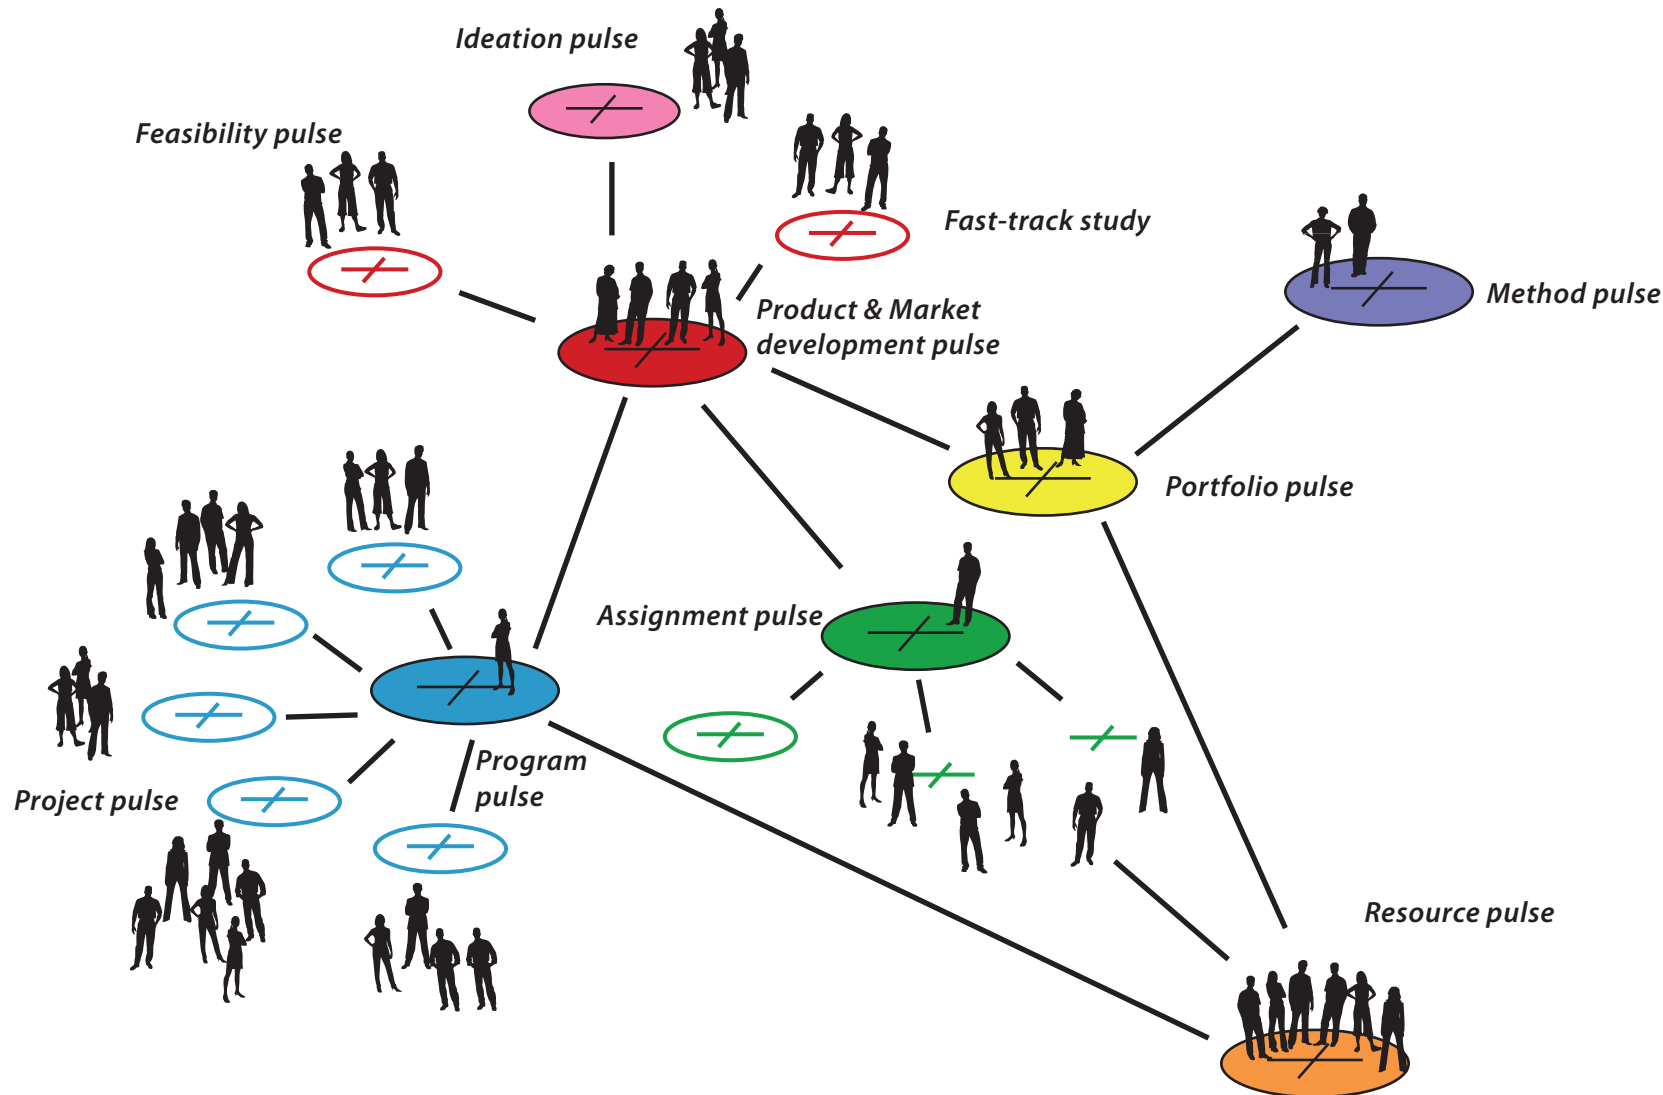 Ideation pulse
Feasibility pulse
Fast-track study
Method pulse
Product & Market
development pulse
Portfolio pulse
Assignment pulse
Program
pulse
Project pulse
Resource pulse